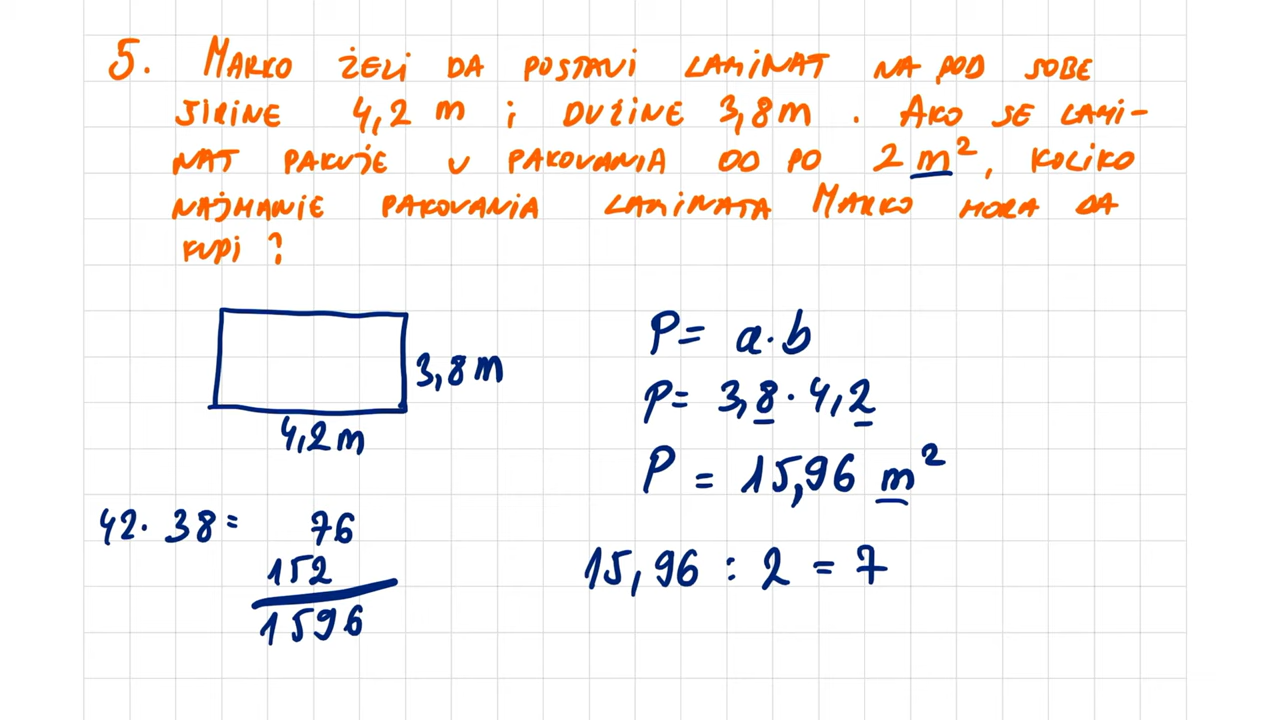 5. MARKO ŽELI DA POSTAVI LAMINAT NA POD SOBE
ŠIRINE 4,2 m i DUŽINE 3,8 m . AKO SE LAMI-
NAT PAKUJE U PAKOVANJA OD PO 2 m², KOLIKO
NAJMANJE PAKOVANJA LAMINATA MARKO MORA DA
KUPI ?
3,8 m
4,2 m
P = a · b
P = 3,8 · 4,2
P = 15,96 m²
42 · 38 = 76
152
1596
15,96 : 2 = 7